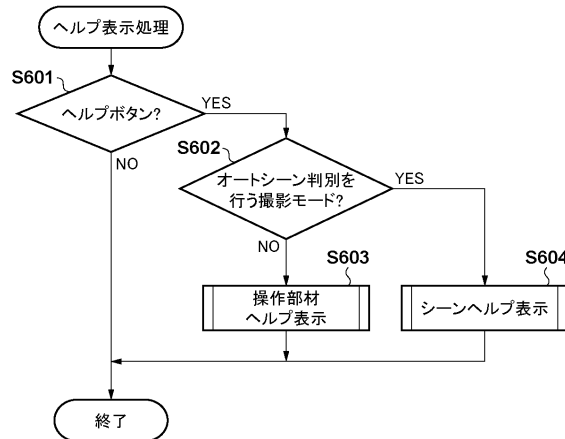 ヘルプ表示処理
S601
ヘルプボタン?
YES
NO
S602
オートシーン判別を
行う撮影モード?
YES
NO
S603
操作部材
ヘルプ表示
S604
シーンヘルプ表示
終了